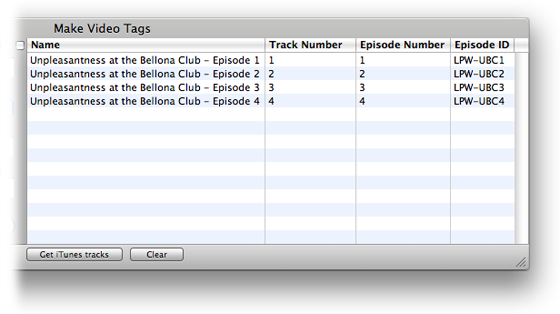 Make Video Tags
Name Track Number Episode Number Episode ID
Unpleasantness at the Bellona Club – Episode 1 1 1 LPW-UBC1
Unpleasantness at the Bellona Club – Episode 2 2 2 LPW-UBC2
Unpleasantness at the Bellona Club – Episode 3 3 3 LPW-UBC3
Unpleasantness at the Bellona Club – Episode 4 4 4 LPW-UBC4
Get iTunes tracks Clear